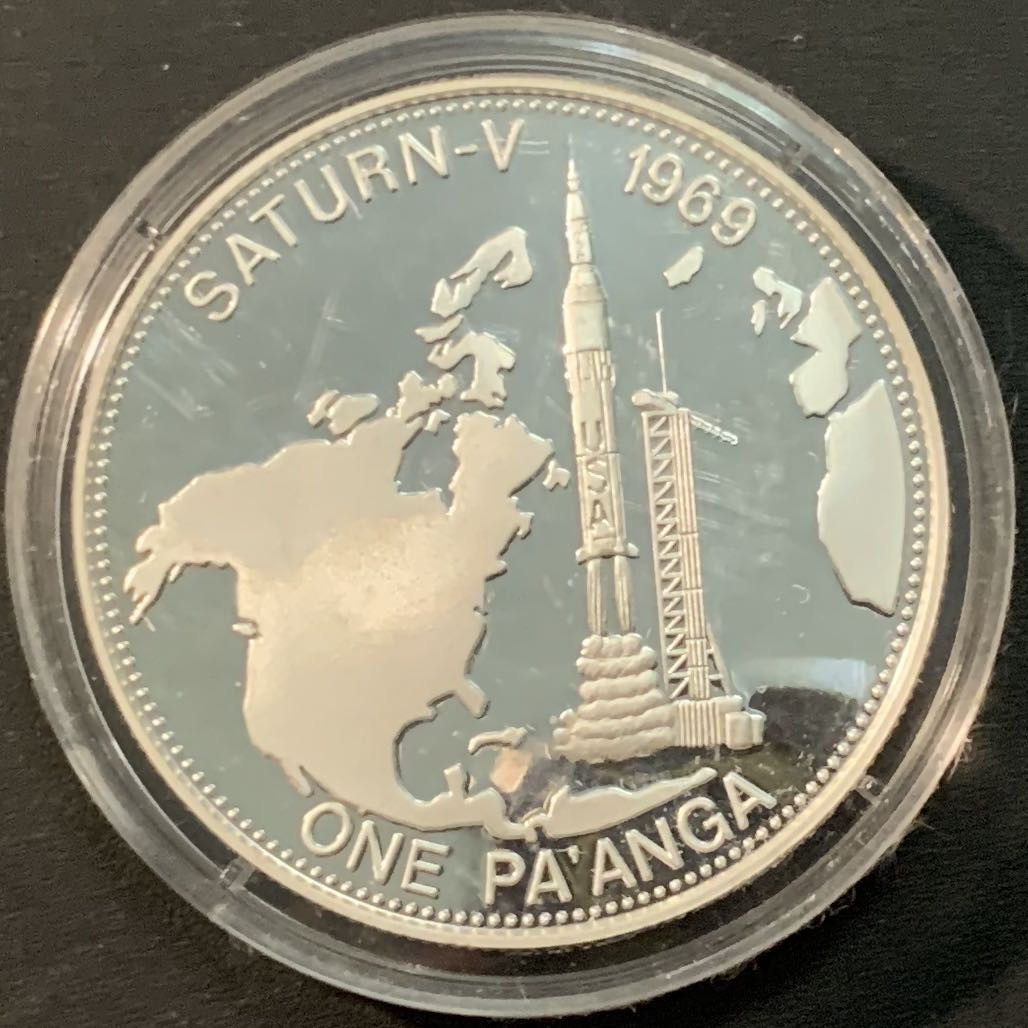 SATURN-V 1969
USA
ONE PA'ANGA